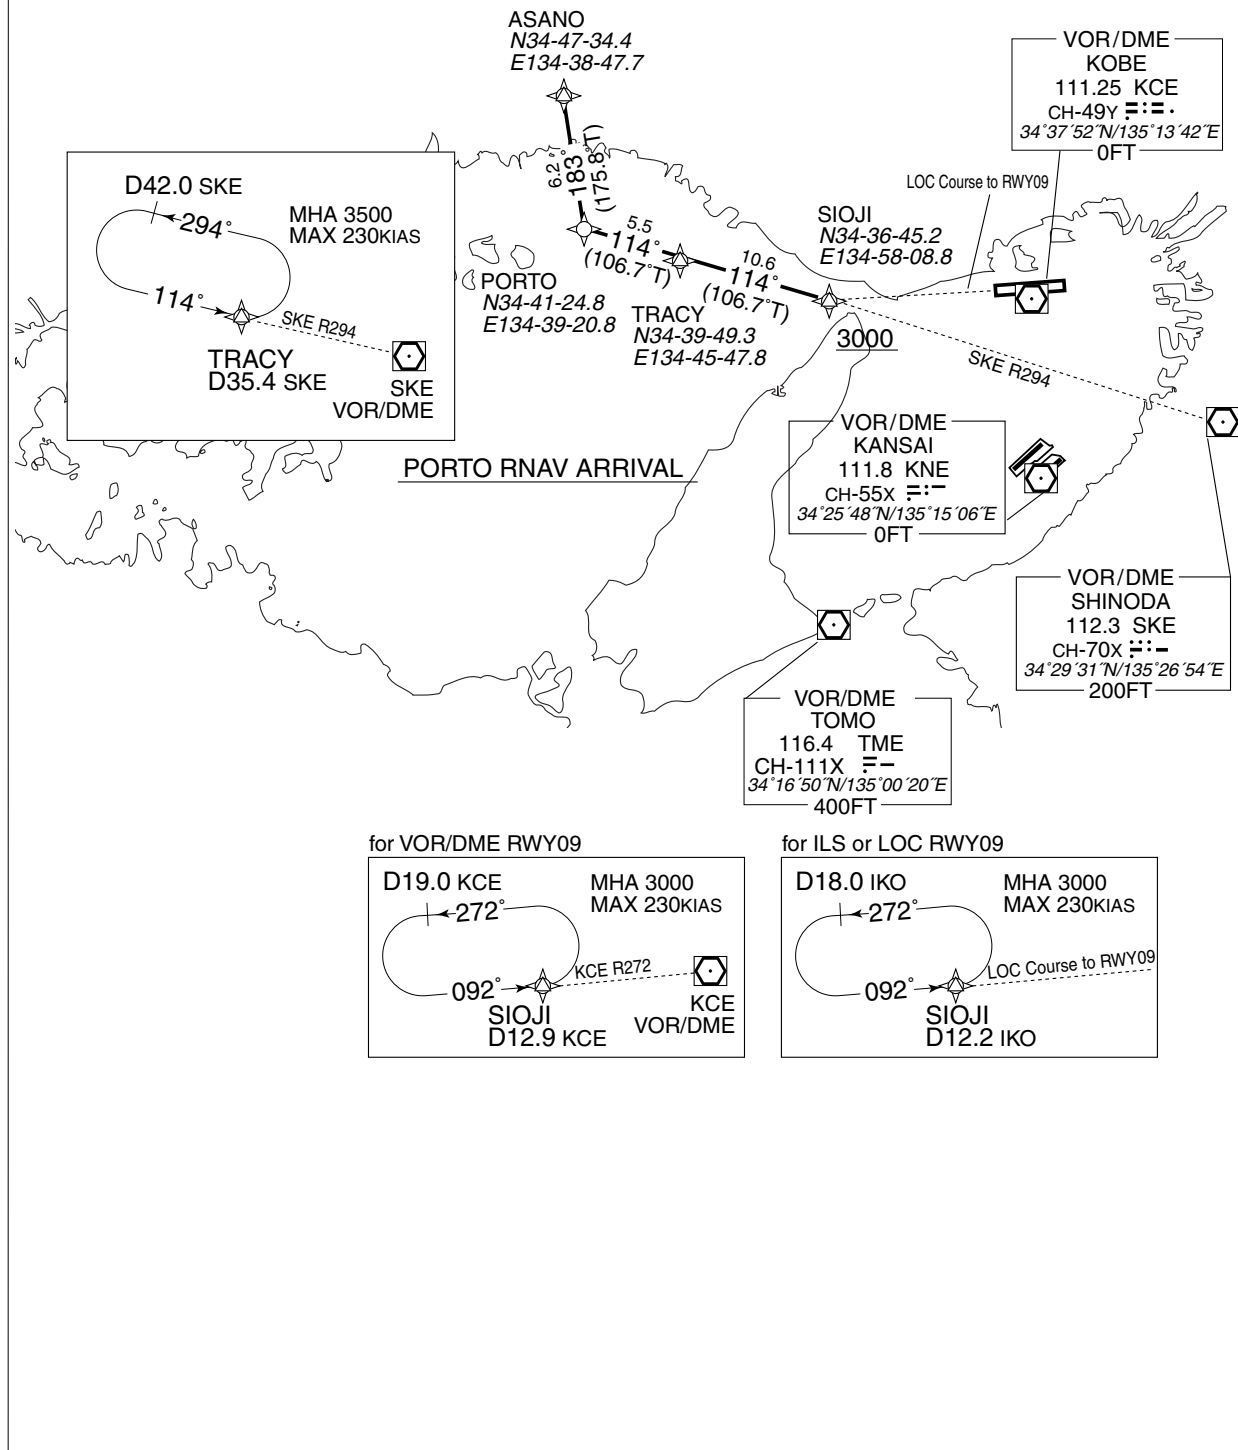 ASANO
N34-47-34.4
E134-38-47.7
VOR/DME
KOBE
111.25 KCE
CH-49Y
34°37´52˝N/135°13´42˝E
0FT
6.2
183°
(175.8°T)
LOC Course to RWY09
D42.0 SKE
294°
MHA 3500
MAX 230KIAS
114°
SKE R294
TRACY
D35.4 SKE
SKE
VOR/DME
5.5
114°
(106.7°T)
PORTO
N34-41-24.8
E134-39-20.8
10.6
114°
(106.7°T)
TRACY
N34-39-49.3
E134-45-47.8
SIOJI
N34-36-45.2
E134-58-08.8
3000
SKE R294
PORTO RNAV ARRIVAL
VOR/DME
KANSAI
111.8 KNE
CH-55X
34°25´48˝N/135°15´06˝E
0FT
VOR/DME
SHINODA
112.3 SKE
CH-70X
34°29´31˝N/135°26´54˝E
200FT
VOR/DME
TOMO
116.4 TME
CH-111X
34°16´50˝N/135°00´20˝E
400FT
for VOR/DME RWY09
D19.0 KCE
272°
MHA 3000
MAX 230KIAS
092°
KCE R272
SIOJI
D12.9 KCE
KCE
VOR/DME
for ILS or LOC RWY09
D18.0 IKO
272°
MHA 3000
MAX 230KIAS
092°
LOC Course to RWY09
SIOJI
D12.2 IKO